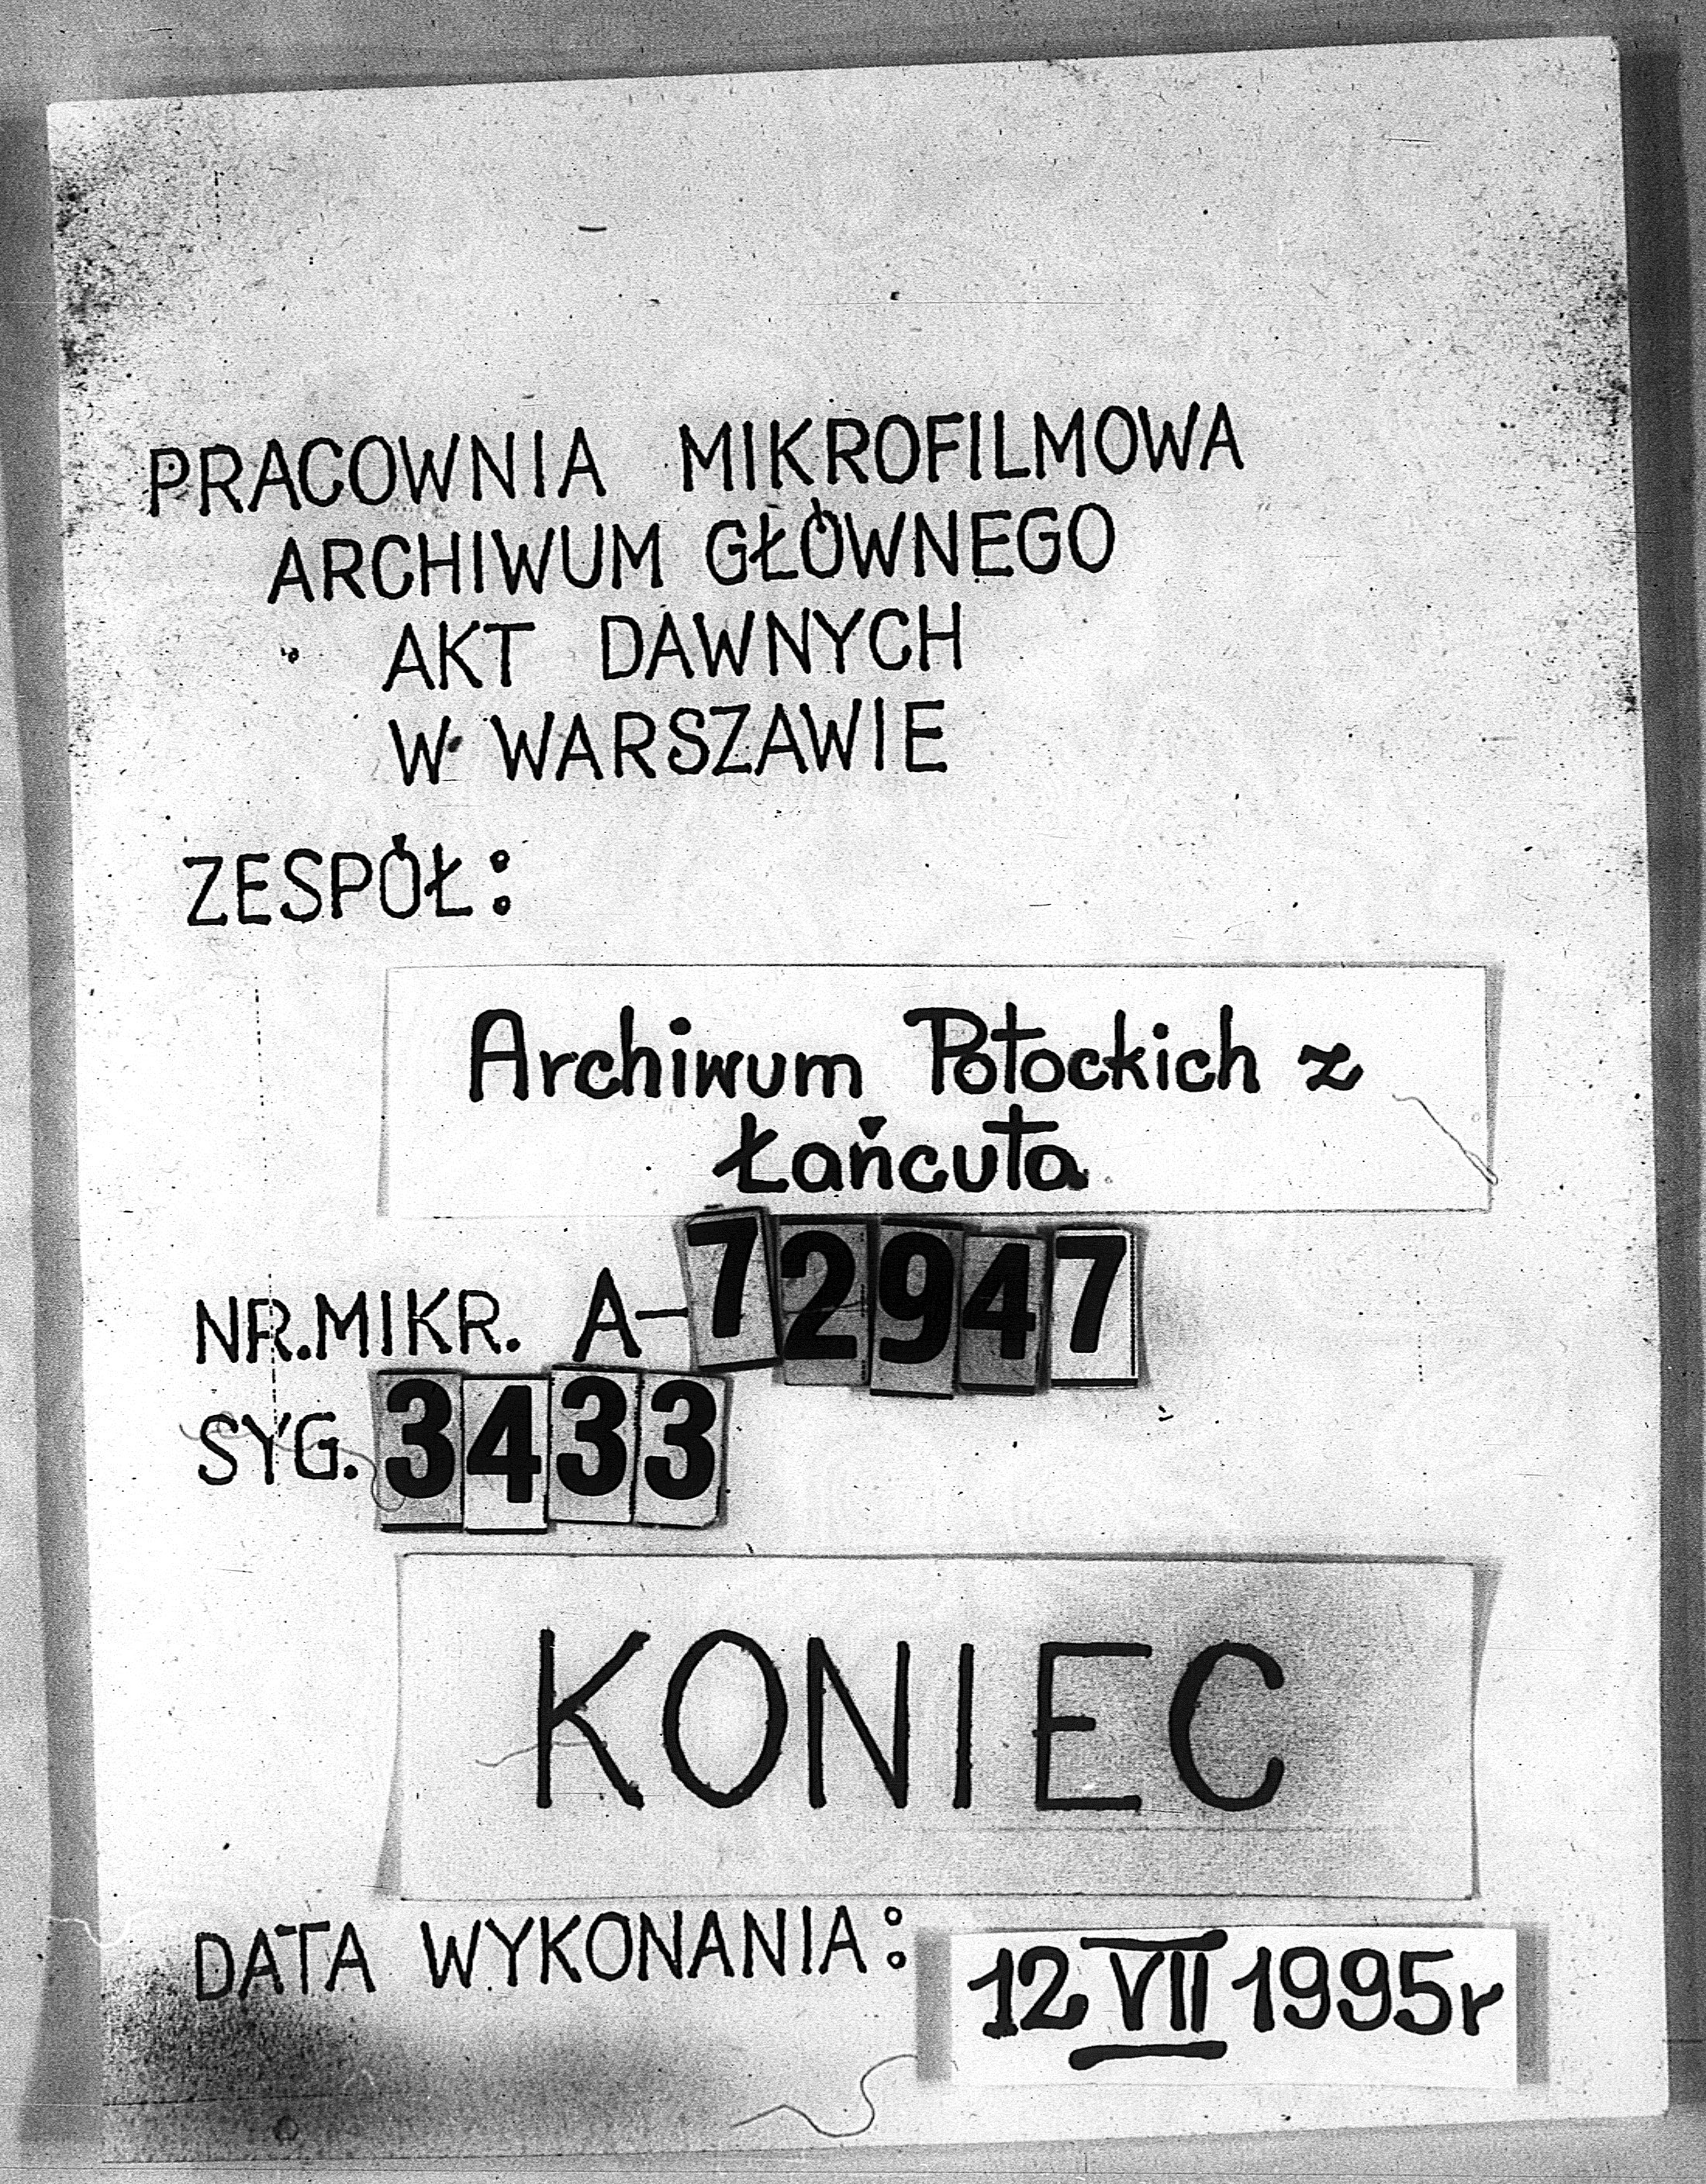 PRACOWNIA MIKROFILMOWA
ARCHIWUM GŁÓWNEGO
AKT DAWNYCH
W WARSZAWIE
ZESPÓŁ:
Archiwum Potockich z
Łańcuta
NR.MIKR. A-72947
SYG. 3433
KONIEC
DATA WYKONANIA: 12 VII 1995r